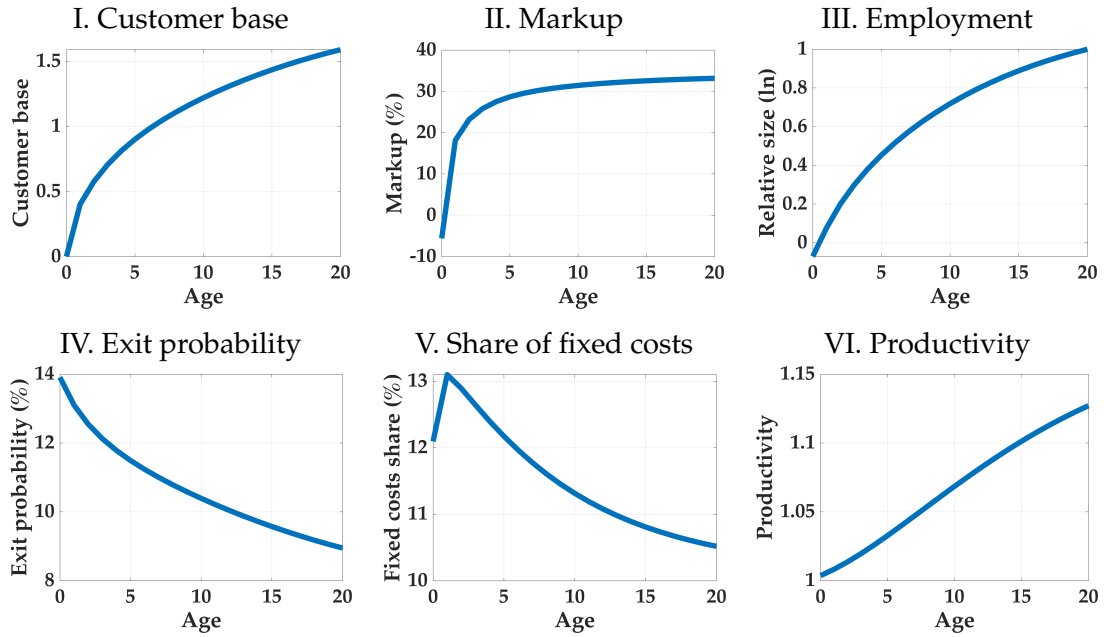 I. Customer base
Customer base
1.5
1
0.5
0
0 5 10 15 20
Age
II. Markup
Markup (%)
40
30
20
10
0
-10
0 5 10 15 20
Age
III. Employment
Relative size (ln)
1
0.8
0.6
0.4
0.2
0
0 5 10 15 20
Age
IV. Exit probability
Exit probability (%)
14
12
10
8
0 5 10 15 20
Age
V. Share of fixed costs
Fixed costs share (%)
13
12
11
10
0 5 10 15 20
Age
VI. Productivity
Productivity
1.15
1.1
1.05
1
0 5 10 15 20
Age